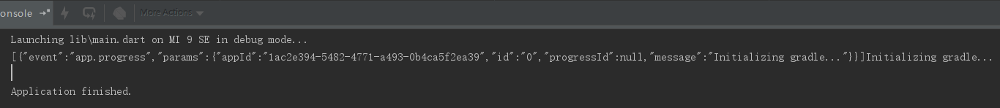 onsole
More Actions
Launching lib\main.dart on MI 9 SE in debug mode...
[{"event":"app.progress","params":{"appId":"1ac2e394-5482-4771-a493-0b4ca5f2ea39","id":"0","progressId":null,"message":"Initializing gradle..."}}]Initializing gradle...
Application finished.